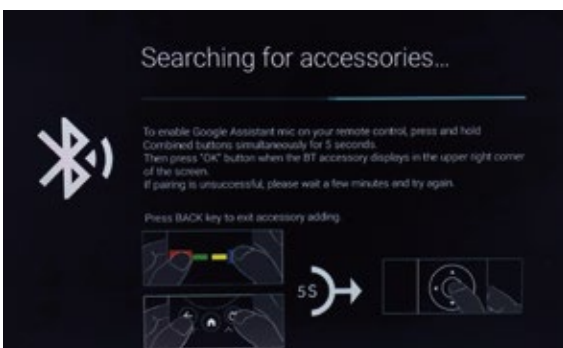 Searching for accessories...
To enable Google Assistant mic on your remote control, press and hold
Combined buttons simultaneously for 5 seconds.
Then press "OK" button when the BT accessory displays in the upper right corner
of the screen.
If pairing is unsuccessful, please wait a few minutes and try again.
Press BACK key to exit accessory adding.
5S